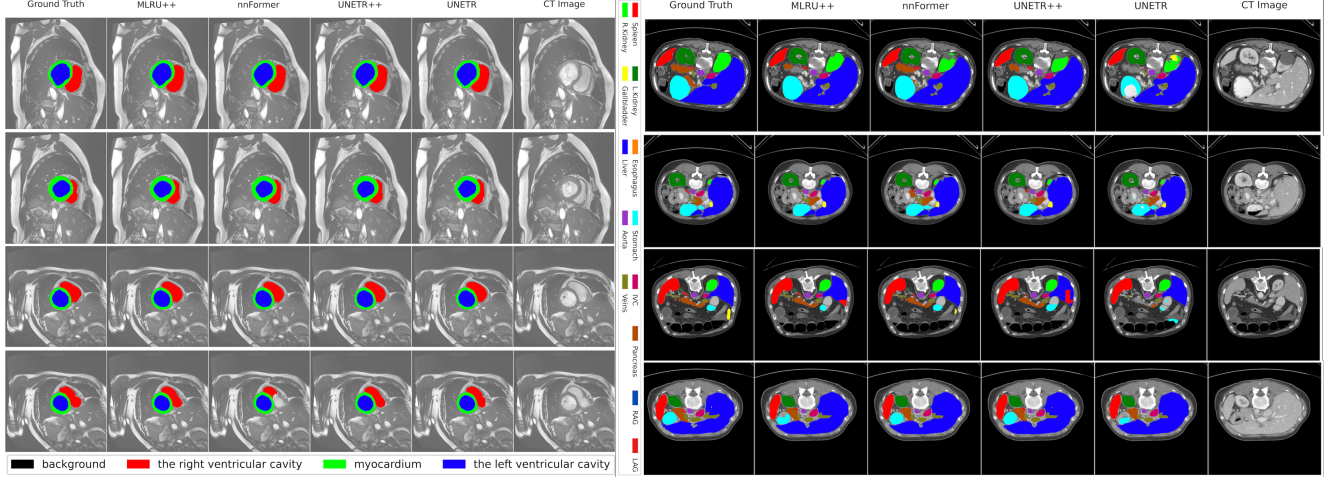 Ground Truth MLRU++ nnFormer UNETR++ UNETR CT Image
background the right ventricular cavity myocardium the left ventricular cavity
R.Kidney Spleen
Gallbladder L.Kidney
Liver Esophagus
Aorta Stomach
Veins IVC
Pancreas
RAG
LAG
Ground Truth MLRU++ nnFormer UNETR++ UNETR CT Image